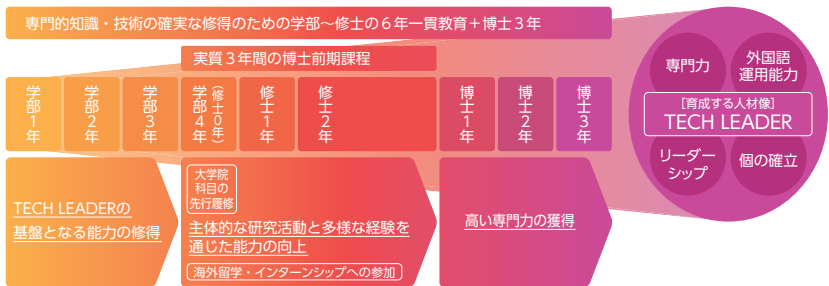 専門的知識・技術の確実な修得のための学部～修士の６年一貫教育＋博士３年
実質３年間の博士前期課程
学部１年
学部２年
学部３年
学部４年（修士０年）
修士１年
修士２年
博士１年
博士２年
博士３年
TECH LEADERの
基盤となる能力の修得
大学院
科目の
先行履修
主体的な研究活動と多様な経験を
通じた能力の向上
海外留学・インターンシップへの参加
高い専門力の獲得
専門力
外国語
運用能力
［育成する人材像］
TECH LEADER
リーダー
シップ
個の確立